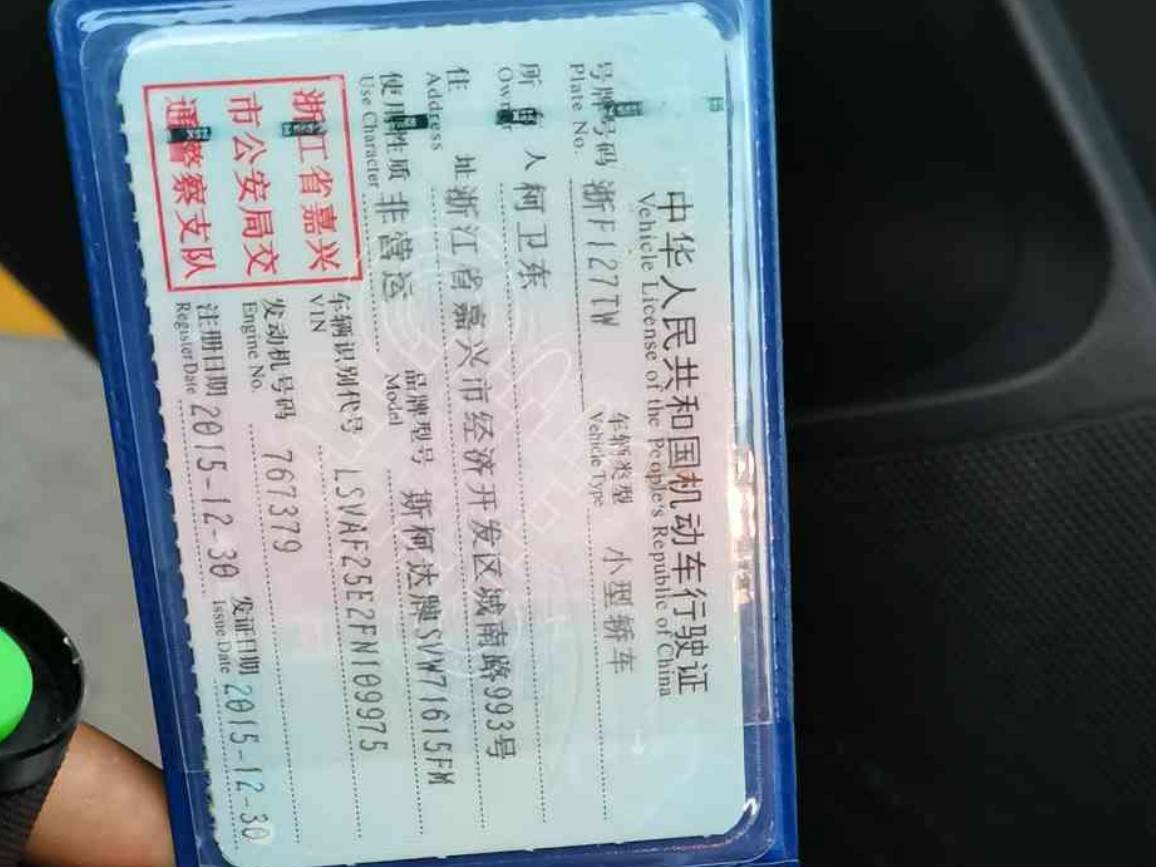 中华人民共和国机动车行驶证
Vehicle License of the People's Republic of China
号牌号码 浙F127TW 车辆类型 小型轿车
Plate No. Vehicle Type
所有人 柯卫东
Owner
住址 浙江省嘉兴市经济开发区城南路993号
Address
使用性质 非营运 品牌型号 斯柯达牌SVW71615FM
Use Character Model
浙江省嘉兴
市公安局交
通警察支队
车辆识别代号 LSVAF25E2FN109975
VIN
发动机号码 767379
Engine No.
注册日期 2015-12-30 发证日期 2015-12-30
Register Date Issue Date